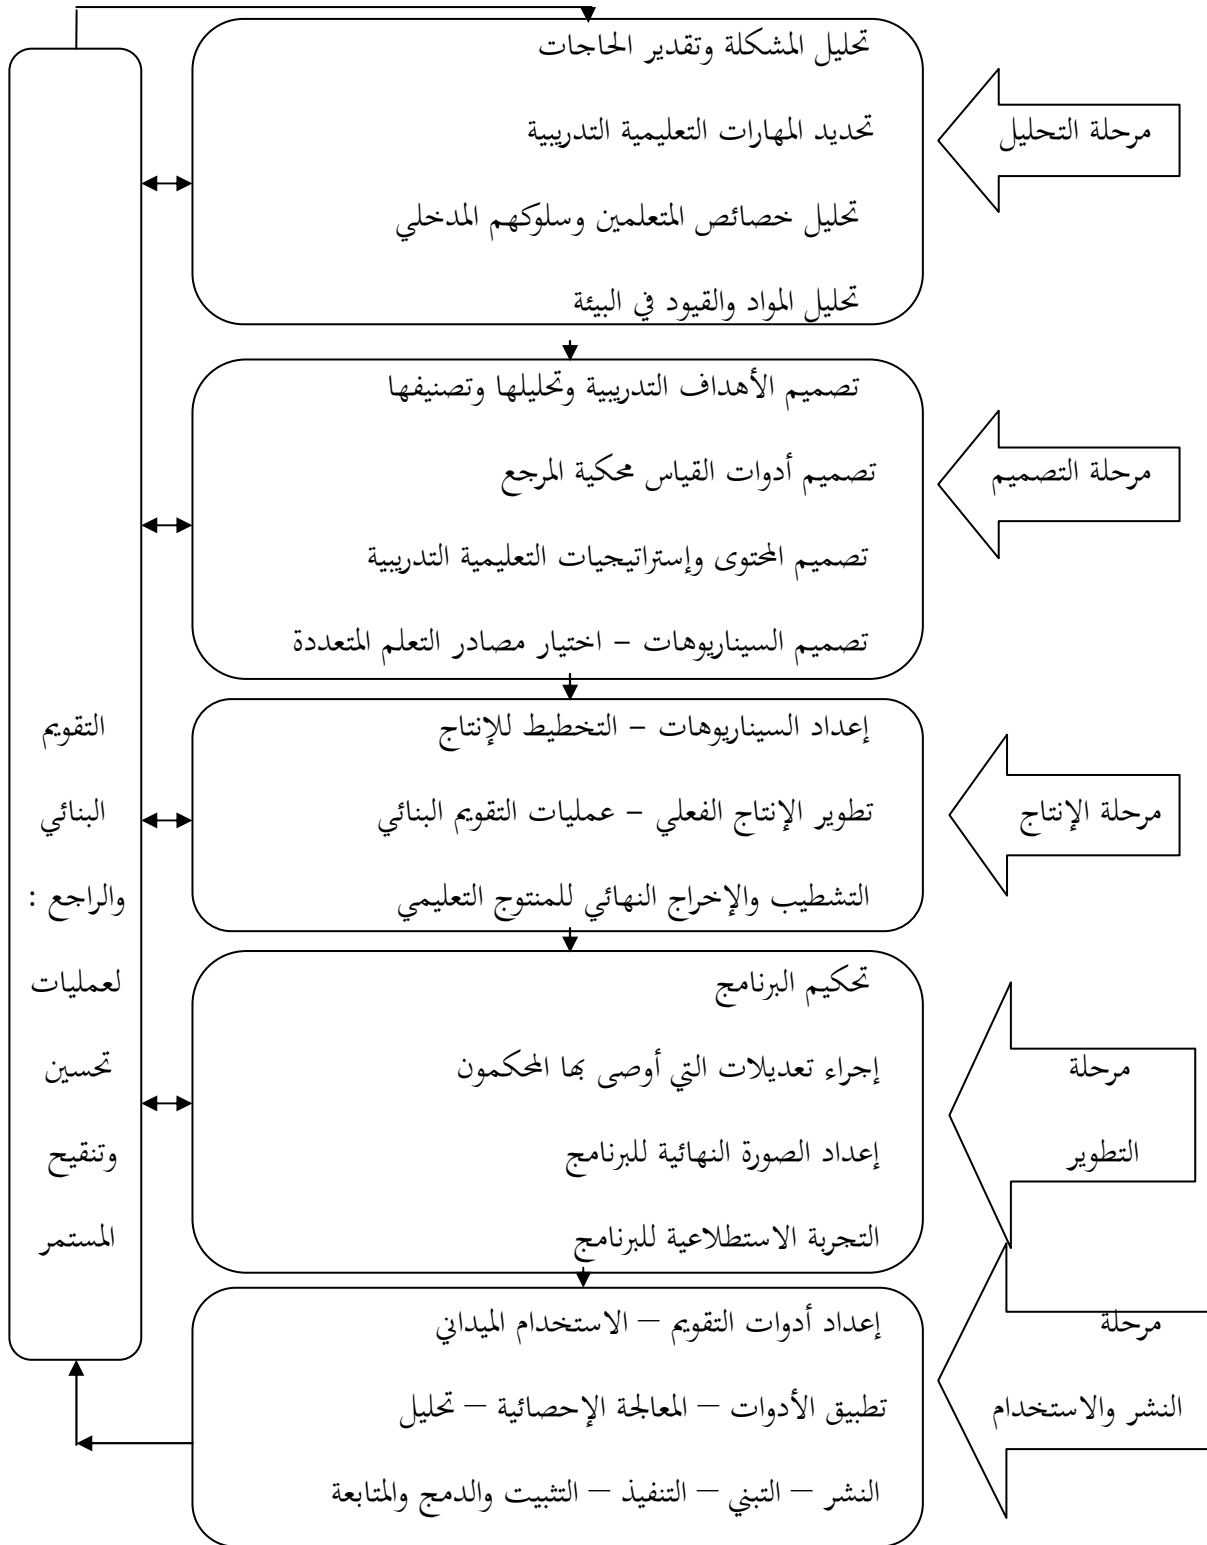 مرحلة التحليل
تحليل المشكلة وتقدير الحاجات
تحديد المهارات التعليمية التدريبية
تحليل خصائص المتعلمين وسلوكهم المدخلي
تحليل المواد والقيود في البيئة
مرحلة التصميم
تصميم الأهداف التدريبية وتحليلها وتصنيفها
تصميم أدوات القياس محكية المرجع
تصميم المحتوى وإستراتيجيات التعليمية التدريبية
تصميم السيناريوهات – اختيار مصادر التعلم المتعددة
مرحلة الإنتاج
إعداد السيناريوهات – التخطيط للإنتاج
تطوير الإنتاج الفعلي – عمليات التقويم البنائي
التشطيب والإخراج النهائي للمنتوج التعليمي
مرحلة
التطوير
تحكيم البرنامج
إجراء تعديلات التي أوصى بها المحكمون
إعداد الصورة النهائية للبرنامج
التجربة الاستطلاعية للبرنامج
مرحلة
النشر والاستخدام
إعداد أدوات التقويم – الاستخدام الميداني
تطبيق الأدوات – المعالجة الإحصائية – تحليل
النشر – التبني – التنفيذ – التثبيت والدمج والمتابعة
التقويم
البنائي
والراجع :
لعمليات
تحسين
وتنقيح
المستمر